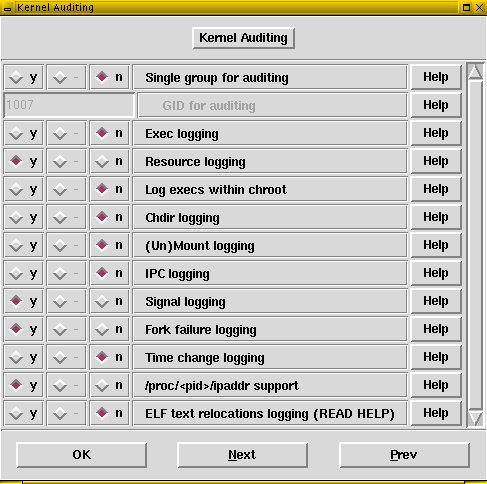 Kernel Auditing
Kernel Auditing
y - n Single group for auditing Help
1007 GID for auditing Help
y - n Exec logging Help
y - n Resource logging Help
y - n Log execs within chroot Help
y - n Chdir logging Help
y - n (Un)Mount logging Help
y - n IPC logging Help
y - n Signal logging Help
y - n Fork failure logging Help
y - n Time change logging Help
y - n /proc/<pid>/ipaddr support Help
y - n ELF text relocations logging (READ HELP) Help
OK Next Prev